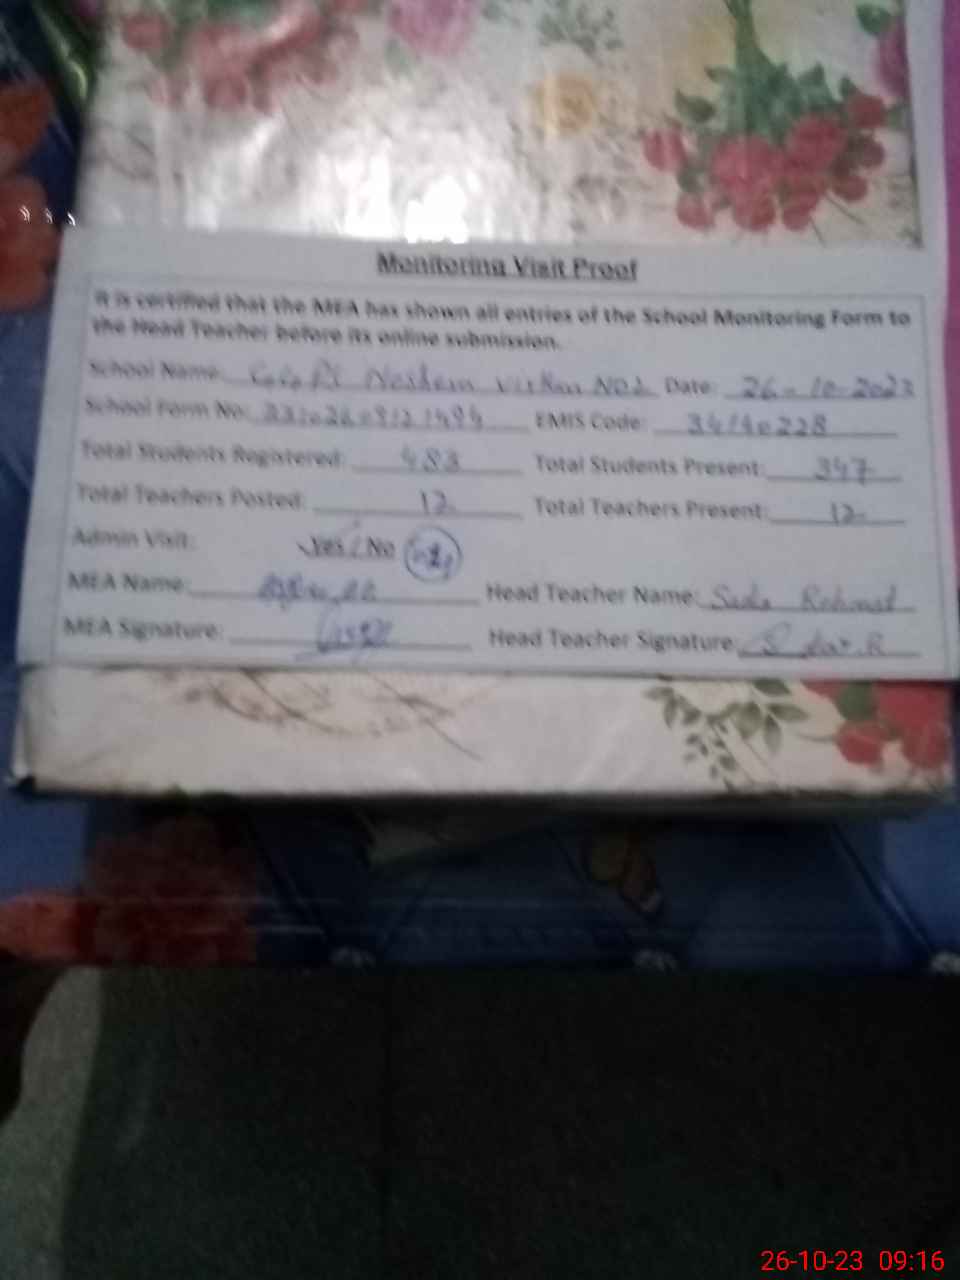 Monitoring Visit Proof
It is certified that the MEA has shown all entries of the School Monitoring Form to
the Head Teacher before its online submission.
School Name: Virkan No2 Date: 26-10-2023
School Form No: EMIS Code: 34140228
Total Students Registered: 483 Total Students Present: 347
Total Teachers Posted: 12 Total Teachers Present: 12
Admin Visit: Yes / No
MEA Name: Head Teacher Name: Rehmat
MEA Signature: Head Teacher Signature:
26-10-23 09:16